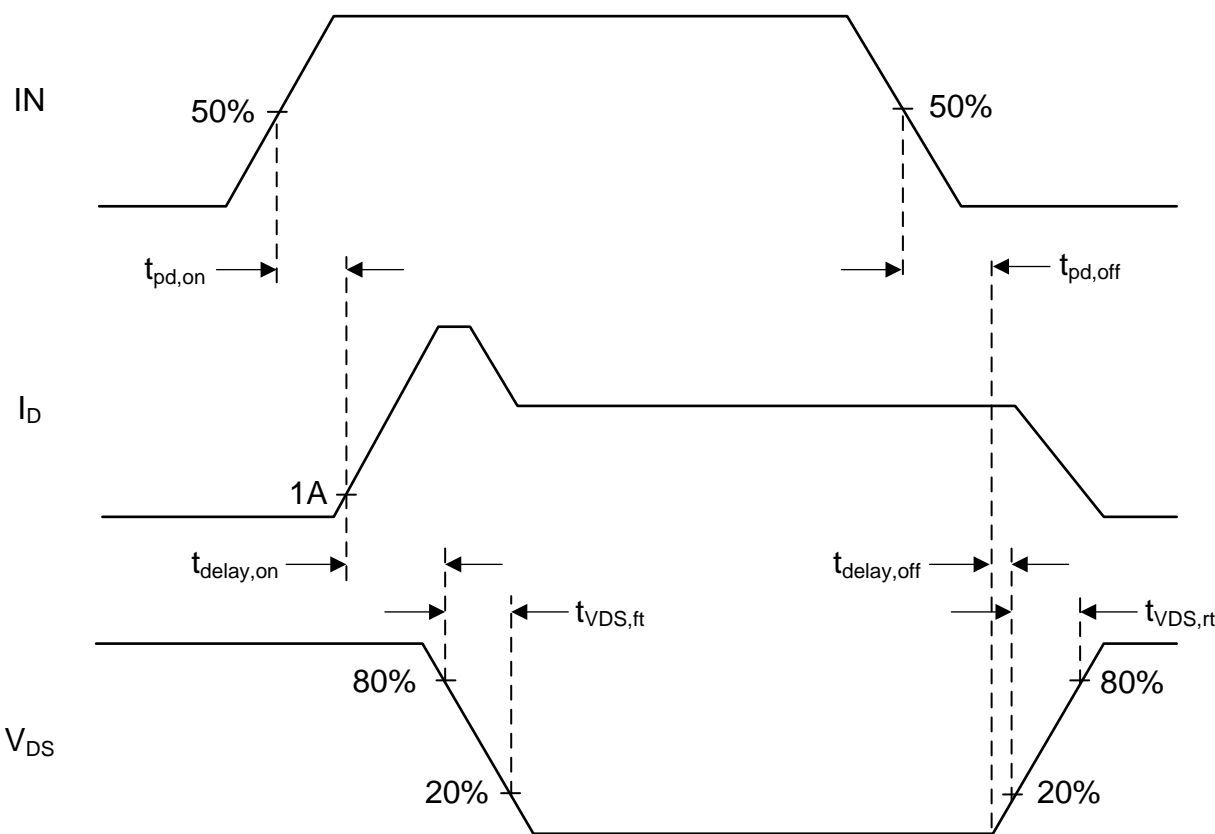 IN
50%
50%
tpd,on
tpd,off
ID
1A
tdelay,on
tdelay,off
tVDS,ft
tVDS,rt
80%
80%
VDS
20%
20%